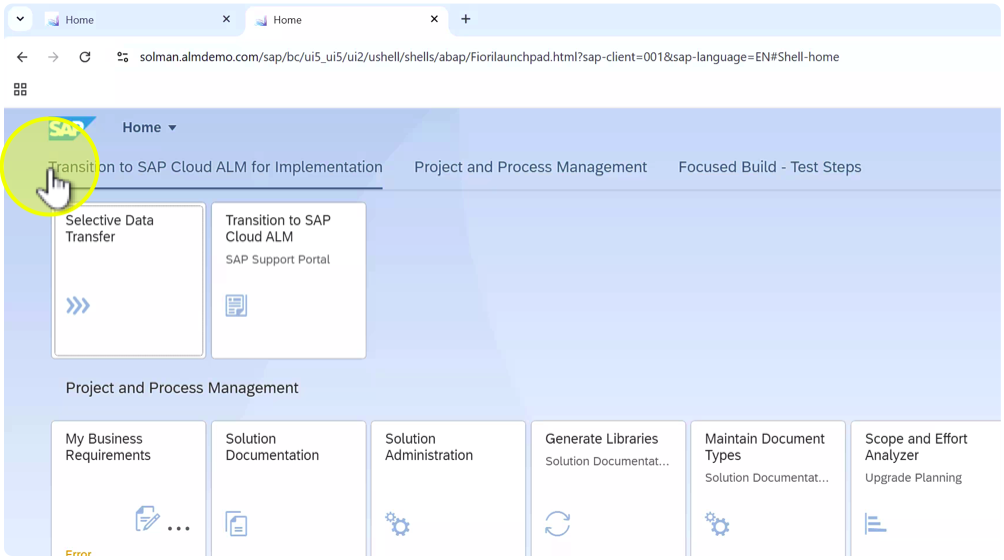 Home
Home
solman.almdemo.com/sap/bc/ui5_ui5/ui2/ushell/shells/abap/Fiorilaunchpad.html?sap-client=001&sap-language=EN#Shell-home
SAP
Home
Transition to SAP Cloud ALM for Implementation
Project and Process Management
Focused Build - Test Steps
Selective Data
Transfer
Transition to SAP
Cloud ALM
SAP Support Portal
Project and Process Management
My Business
Requirements
...
Error
Solution
Documentation
Solution
Administration
Generate Libraries
Solution Documentat...
Maintain Document
Types
Solution Documentat...
Scope and Effort
Analyzer
Upgrade Planning